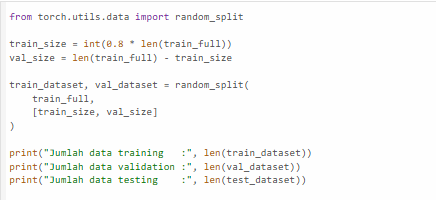 from torch.utils.data import random_split

train_size = int(0.8 * len(train_full))
val_size = len(train_full) - train_size

train_dataset, val_dataset = random_split(
    train_full,
    [train_size, val_size]
)

print("Jumlah data training   :", len(train_dataset))
print("Jumlah data validation :", len(val_dataset))
print("Jumlah data testing    :", len(test_dataset))